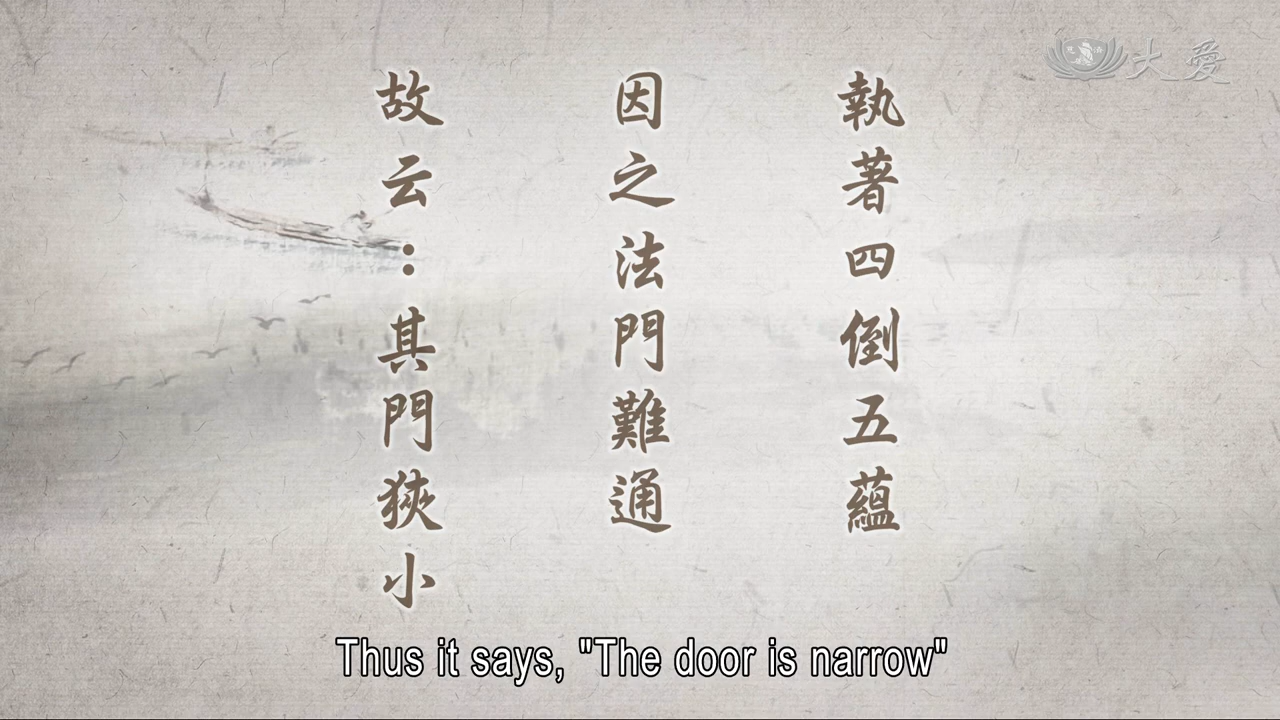 執著四倒五蘊
因之法門難通
故云：其門狹小
大愛
Thus it says, "The door is narrow"